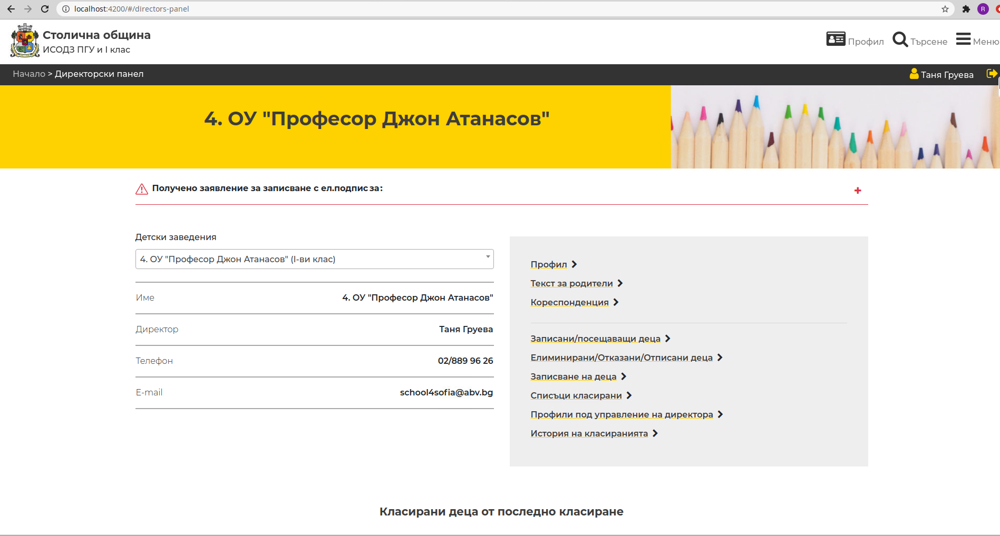 localhost:4200/#/directors-panel
R
Столична община
ИСОДЗ ПГУ и I клас
Профил
Търсене
Меню
Начало > Директорски панел
Таня Груева
4. ОУ "Професор Джон Атанасов"
Получено заявление за записване с ел.подпис за:
Детски заведения
4. ОУ "Професор Джон Атанасов" (I-ви клас)
Име 4. ОУ "Професор Джон Атанасов"
Директор Таня Груева
Телефон 02/889 96 26
E-mail school4sofia@abv.bg
Профил
Текст за родители
Кореспонденция
Записани/посещаващи деца
Елиминирани/Отказани/Отписани деца
Записване на деца
Списъци класирани
Профили под управление на директора
История на класиранията
Класирани деца от последно класиране